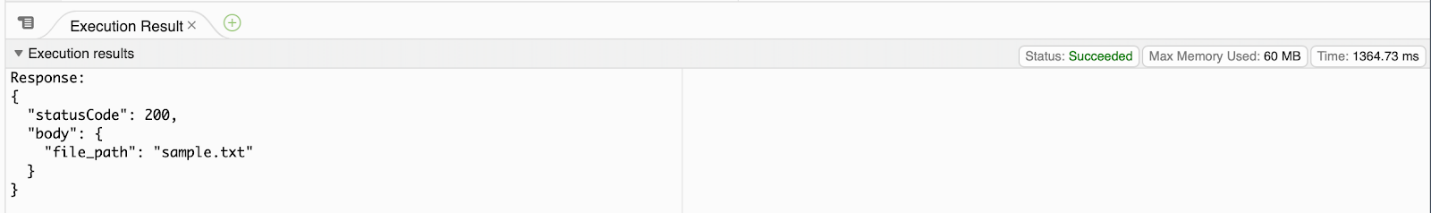 Execution Result ×
Execution results Status: Succeeded Max Memory Used: 60 MB Time: 1364.73 ms
Response:
{
  "statusCode": 200,
  "body": {
    "file_path": "sample.txt"
  }
}